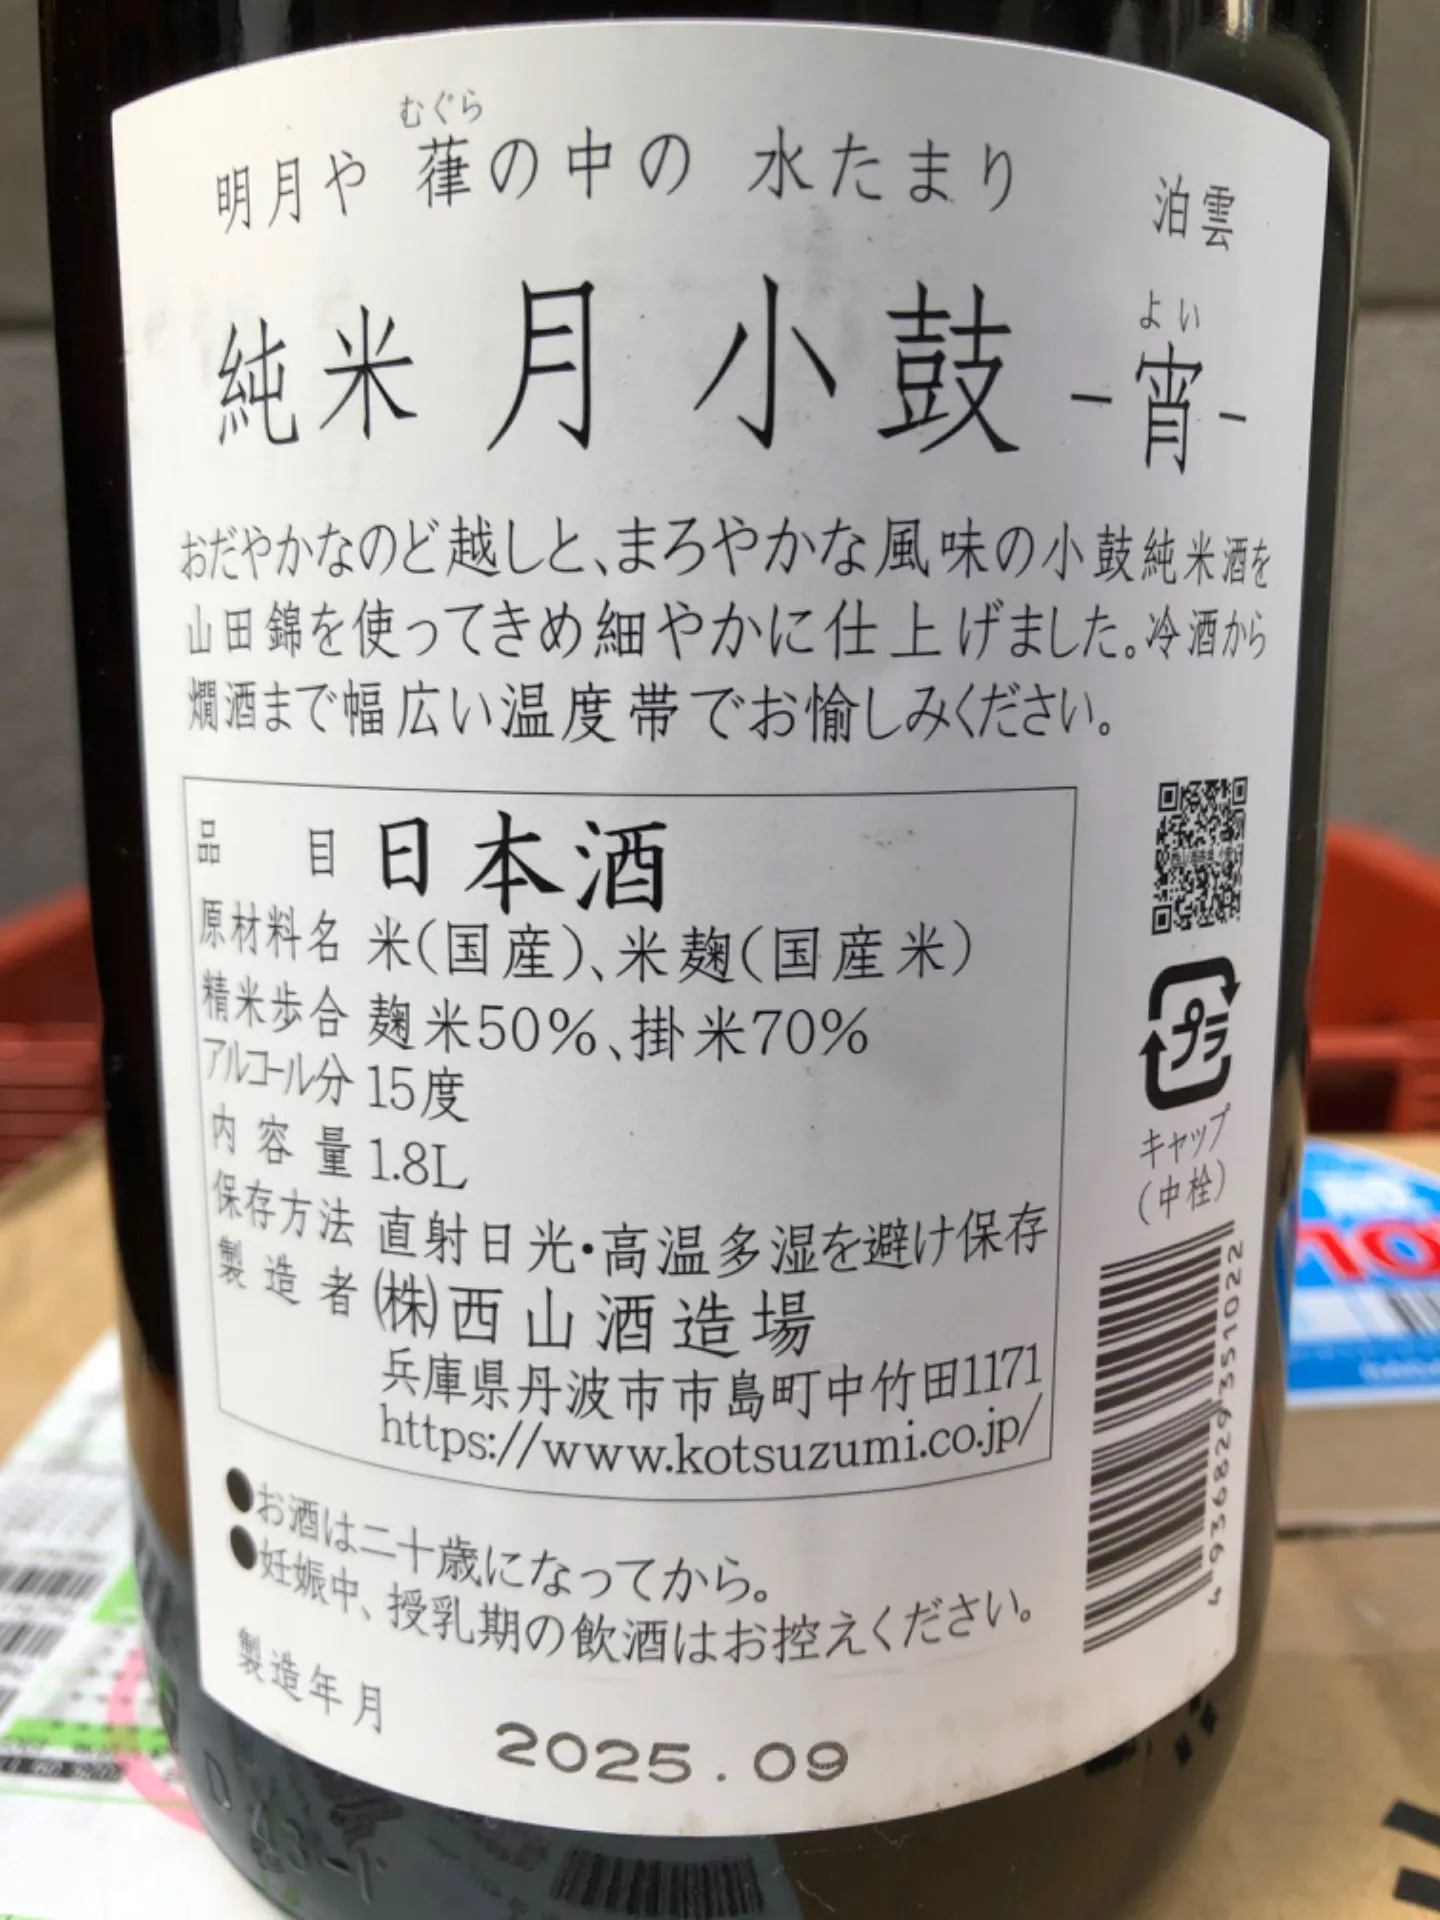 むぐら
明月や 葎の中の 水たまり 泊雲
よい
純米 月小鼓 -宵-
おだやかなのど越しと、まろやかな風味の小鼓純米酒を
山田錦を使ってきめ細やかに仕上げました。冷酒から
燗酒まで幅広い温度帯でお愉しみください。
品目 日本酒
原材料名 米(国産)、米麹(国産米)
精米歩合 麹米50%、掛米70%
アルコール分 15度
内容量 1.8L
保存方法 直射日光・高温多湿を避け保存
製造者 (株)西山酒造場
兵庫県丹波市市島町中竹田1171
https://www.kotsuzumi.co.jp/
プラ
キャップ
(中栓)
4936829351022
●お酒は二十歳になってから。
●妊娠中、授乳期の飲酒はお控えください。
製造年月 2025.09